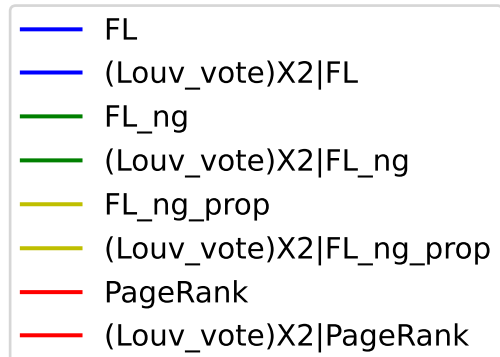 FL
(Louv_vote)X2|FL
FL_ng
(Louv_vote)X2|FL_ng
FL_ng_prop
(Louv_vote)X2|FL_ng_prop
PageRank
(Louv_vote)X2|PageRank